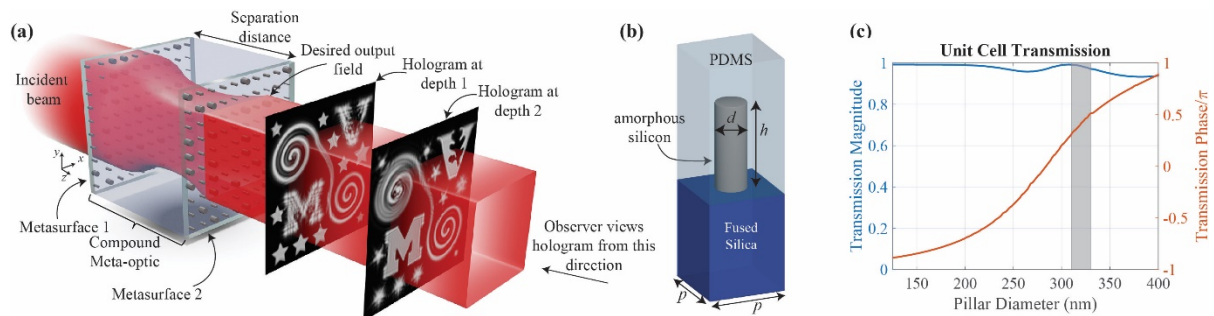 (a)
Separation
distance
Desired output
field
Incident
beam
Hologram at
depth 1
Hologram at
depth 2
V
M
V
M
y
x
z
Metasurface 1
Compound
Meta-optic
Metasurface 2
Observer views
hologram from this
direction
(b)
PDMS
amorphous
silicon
d
h
Fused
Silica
p
p
(c)
Unit Cell Transmission
Transmission Magnitude
1
0.8
0.6
0.4
0.2
0
150 200 250 300 350 400
Pillar Diameter (nm)
1
0.5
0
-0.5
-1
Transmission Phase/π